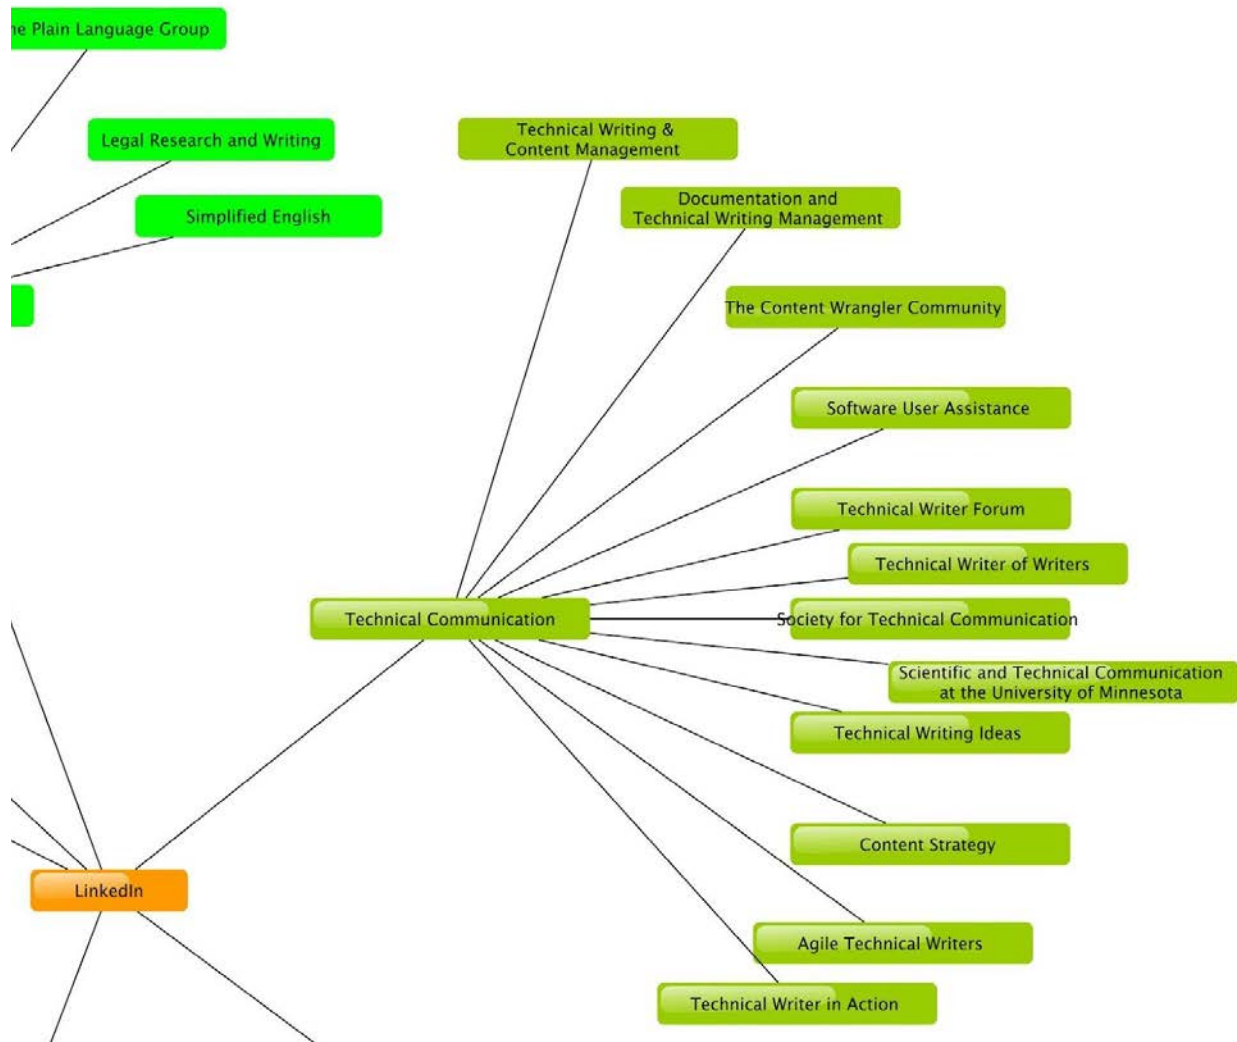 Plain Language Group
Legal Research and Writing
Simplified English
Technical Writing &
Content Management
Documentation and
Technical Writing Management
The Content Wrangler Community
Software User Assistance
Technical Writer Forum
Technical Writer of Writers
Technical Communication
Society for Technical Communication
Scientific and Technical Communication
at the University of Minnesota
Technical Writing Ideas
Content Strategy
LinkedIn
Agile Technical Writers
Technical Writer in Action